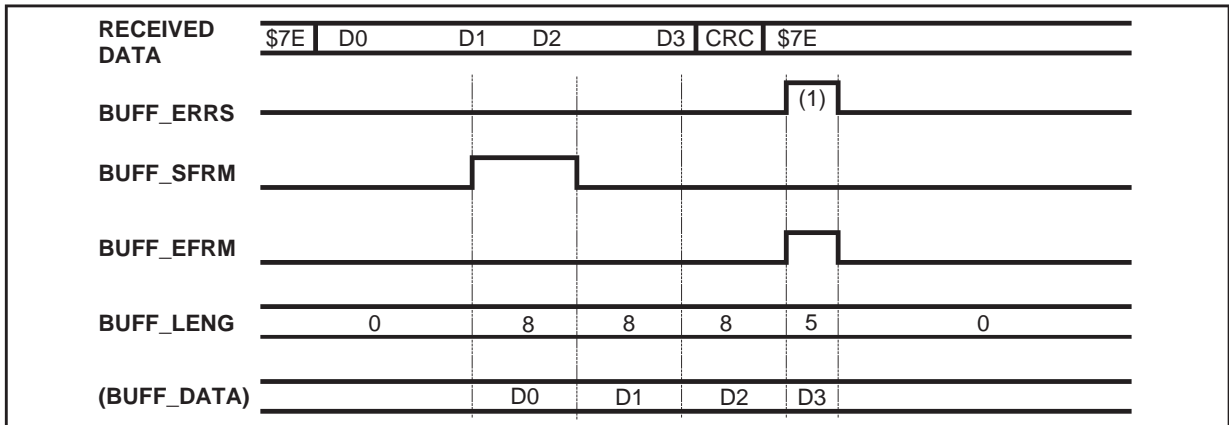 RECEIVED DATA $7E D0 D1 D2 D3 CRC $7E
BUFF_ERRS (1)
BUFF_SFRM
BUFF_EFRM
BUFF_LENG 0 8 8 8 5 0
(BUFF_DATA) D0 D1 D2 D3